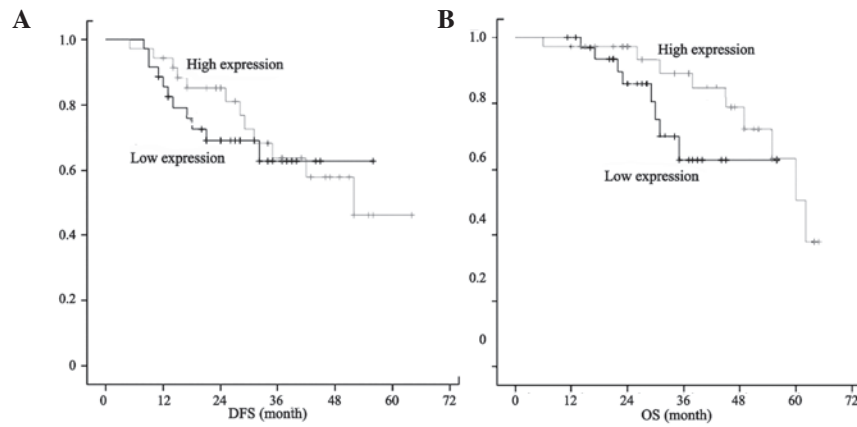 A
1.0
0.8
0.6
0.4
0.2
0
High expression
Low expression
0 12 24 36 48 60 72
DFS (month)
B
1.0
0.8
0.6
0.4
0.2
0
High expression
Low expression
0 12 24 36 48 60 72
OS (month)